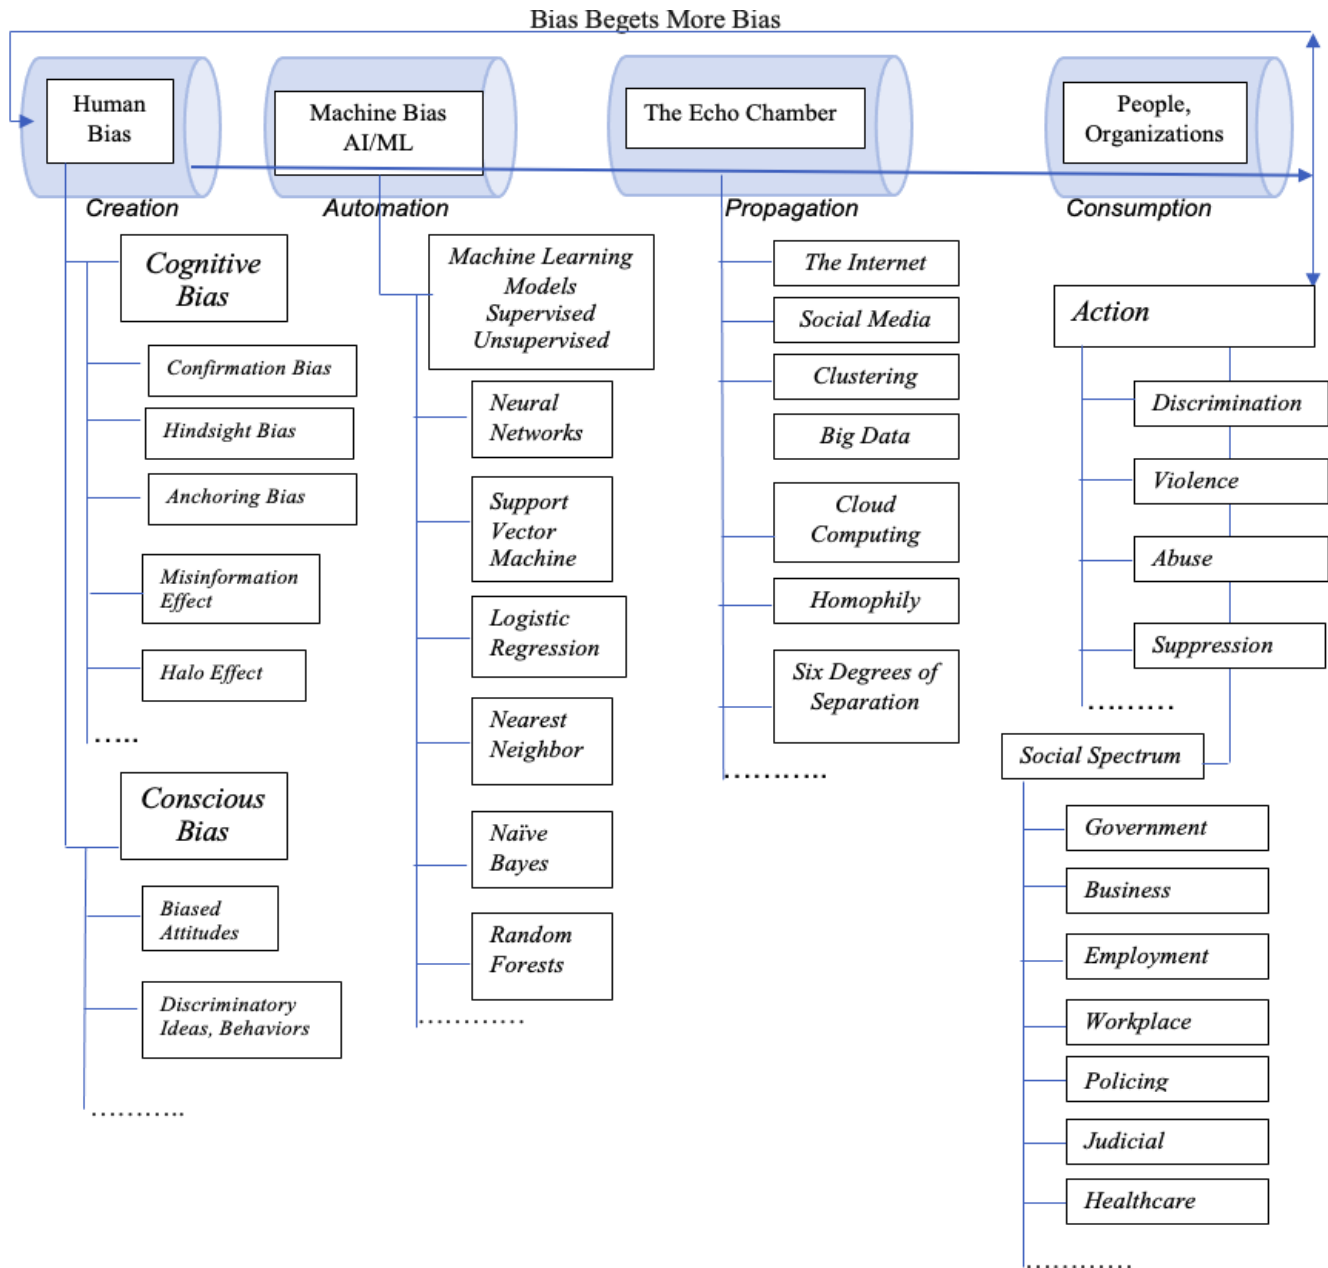 Bias Begets More Bias
Human
Bias
Machine Bias
AI/ML
The Echo Chamber
People,
Organizations
Creation
Automation
Propagation
Consumption
Cognitive
Bias
Confirmation Bias
Hindsight Bias
Anchoring Bias
Misinformation
Effect
Halo Effect
.....
Conscious
Bias
Biased
Attitudes
Discriminatory
Ideas, Behaviors
...........
Machine Learning
Models
Supervised
Unsupervised
Neural
Networks
Support
Vector
Machine
Logistic
Regression
Nearest
Neighbor
Naïve
Bayes
Random
Forests
............
The Internet
Social Media
Clustering
Big Data
Cloud
Computing
Homophily
Six Degrees of
Separation
...........
Action
Discrimination
Violence
Abuse
Suppression
.........
Social Spectrum
Government
Business
Employment
Workplace
Policing
Judicial
Healthcare
............